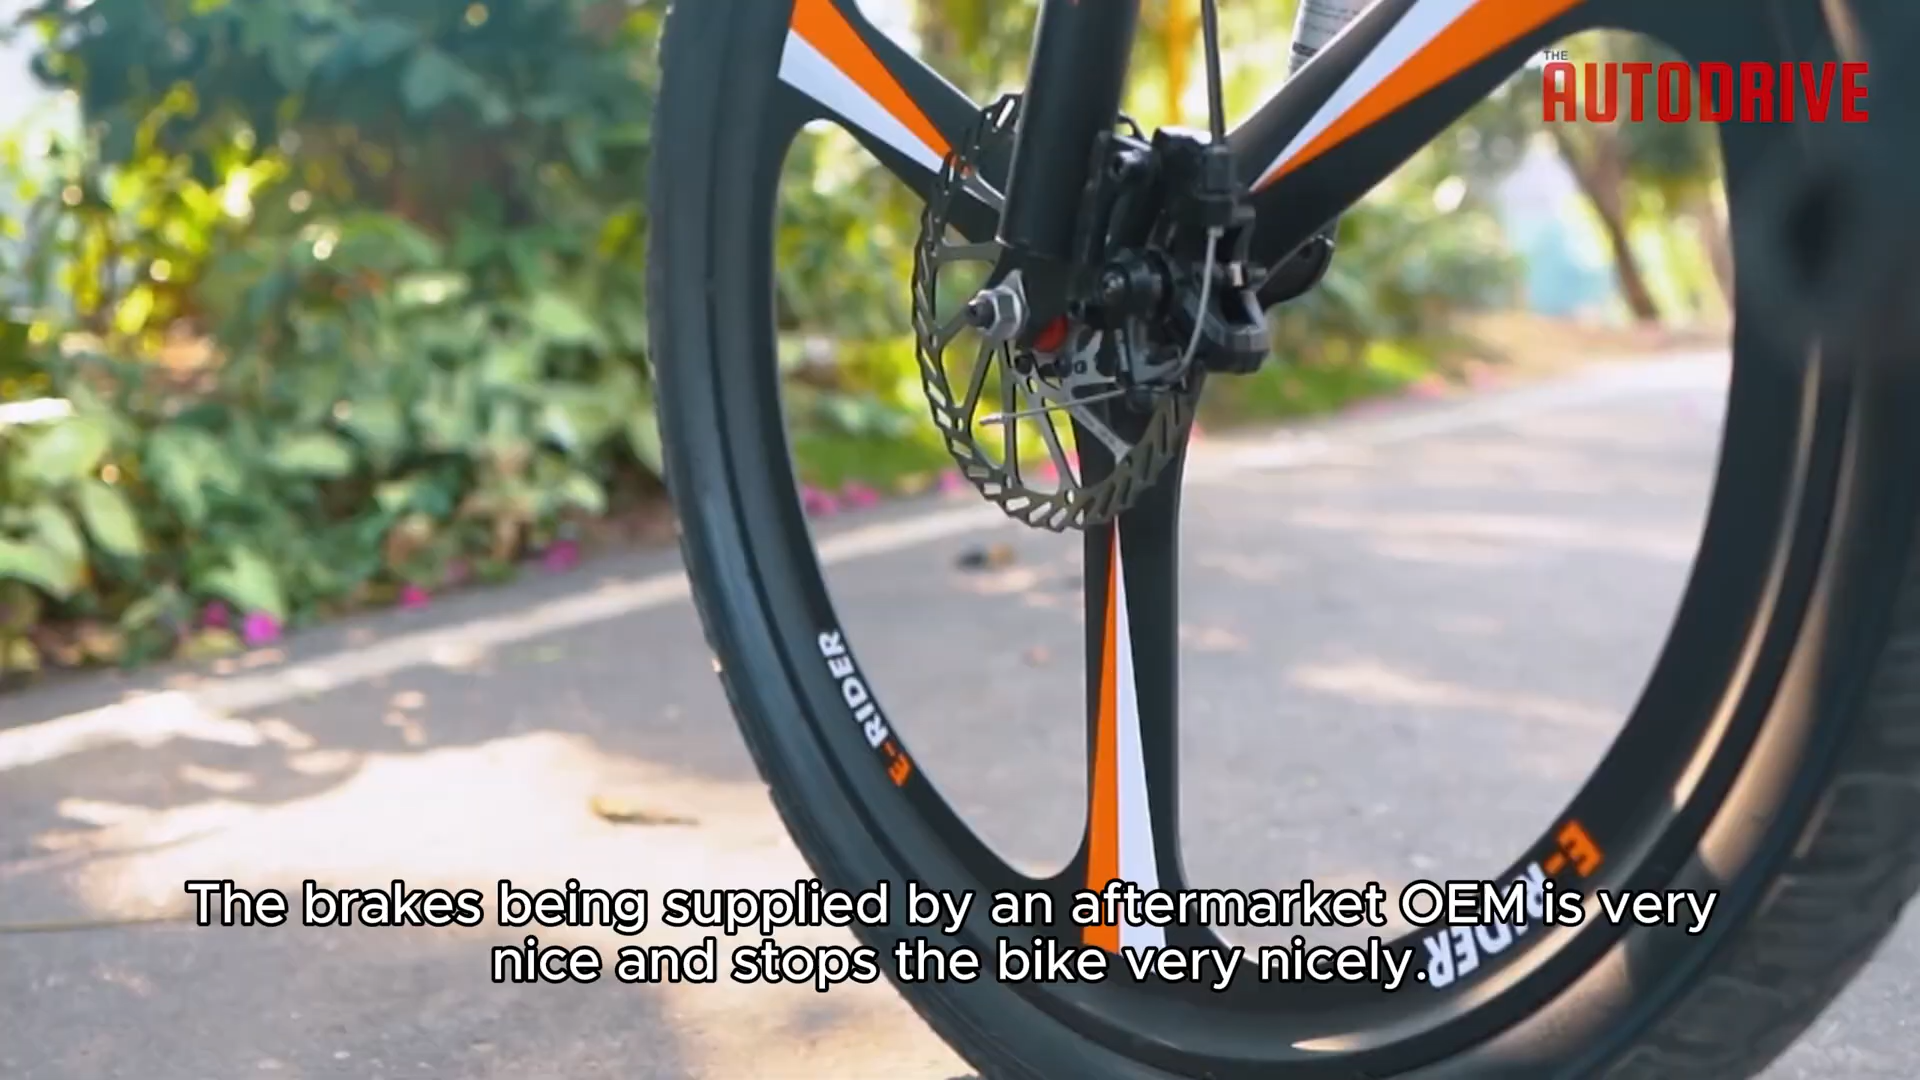 THE
AUTODRIVE
E-RIDER
E-RIDER
The brakes being supplied by an aftermarket OEM is very
nice and stops the bike very nicely.